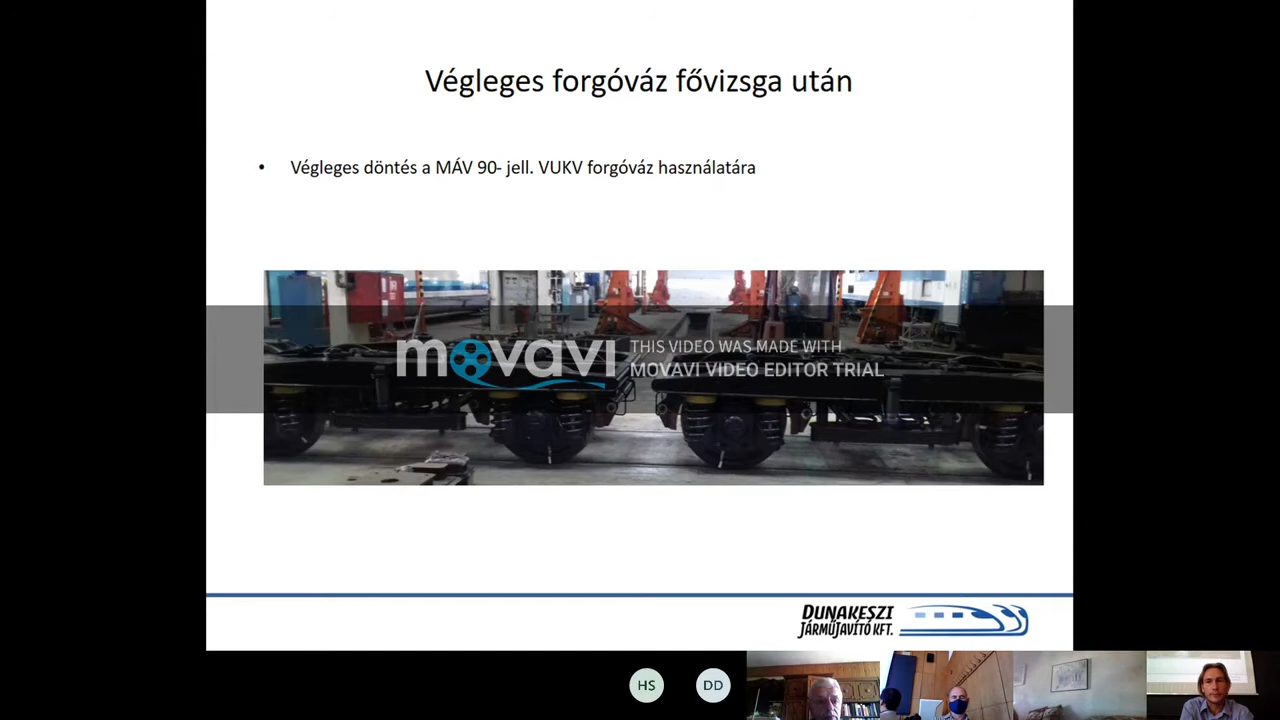 Végleges forgóváz fővizsga után
• Végleges döntés a MÁV 90- jell. VUKV forgóváz használatára
movavi
THIS VIDEO WAS MADE WITH
MOVAVI VIDEO EDITOR TRIAL
DUNAKESZI
JÁRMŰJAVÍTÓ KFT.
HS
DD